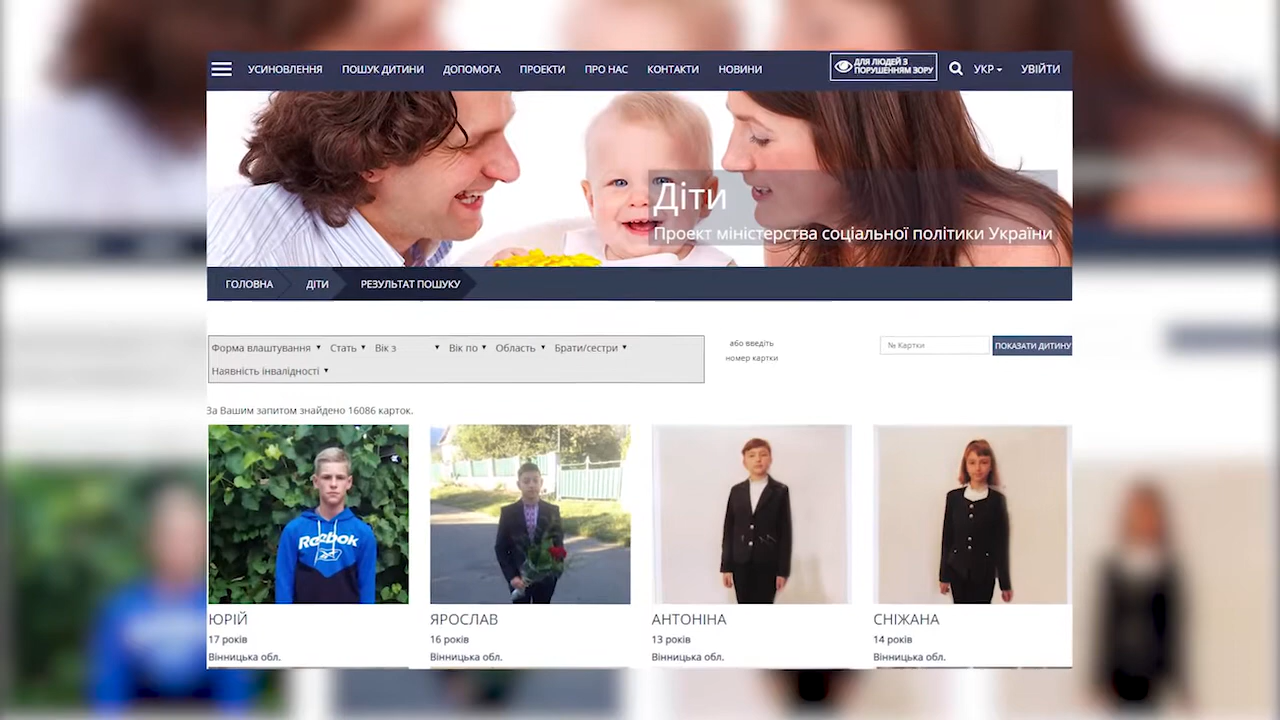 УСИНОВЛЕННЯ ПОШУК ДИТИНИ ДОПОМОГА ПРОЕКТИ ПРО НАС КОНТАКТИ НОВИНИ
ДЛЯ ЛЮДЕЙ З
ПОРУШЕННЯМ ЗОРУ
УКР УВІЙТИ
Діти
Проект міністерства соціальної політики України
ГОЛОВНА ДІТИ РЕЗУЛЬТАТ ПОШУКУ
Форма влаштування Стать Вік з Вік по Область Брати/сестри
Наявність інвалідності
або введіть
номер картки
№ Картки ПОКАЗАТИ ДИТИНУ
За Вашим запитом знайдено 16086 карток.
Reebok
ЮРІЙ ЯРОСЛАВ АНТОНІНА СНІЖАНА
17 років 16 років 13 років 14 років
Вінницька обл. Вінницька обл. Вінницька обл. Вінницька обл.